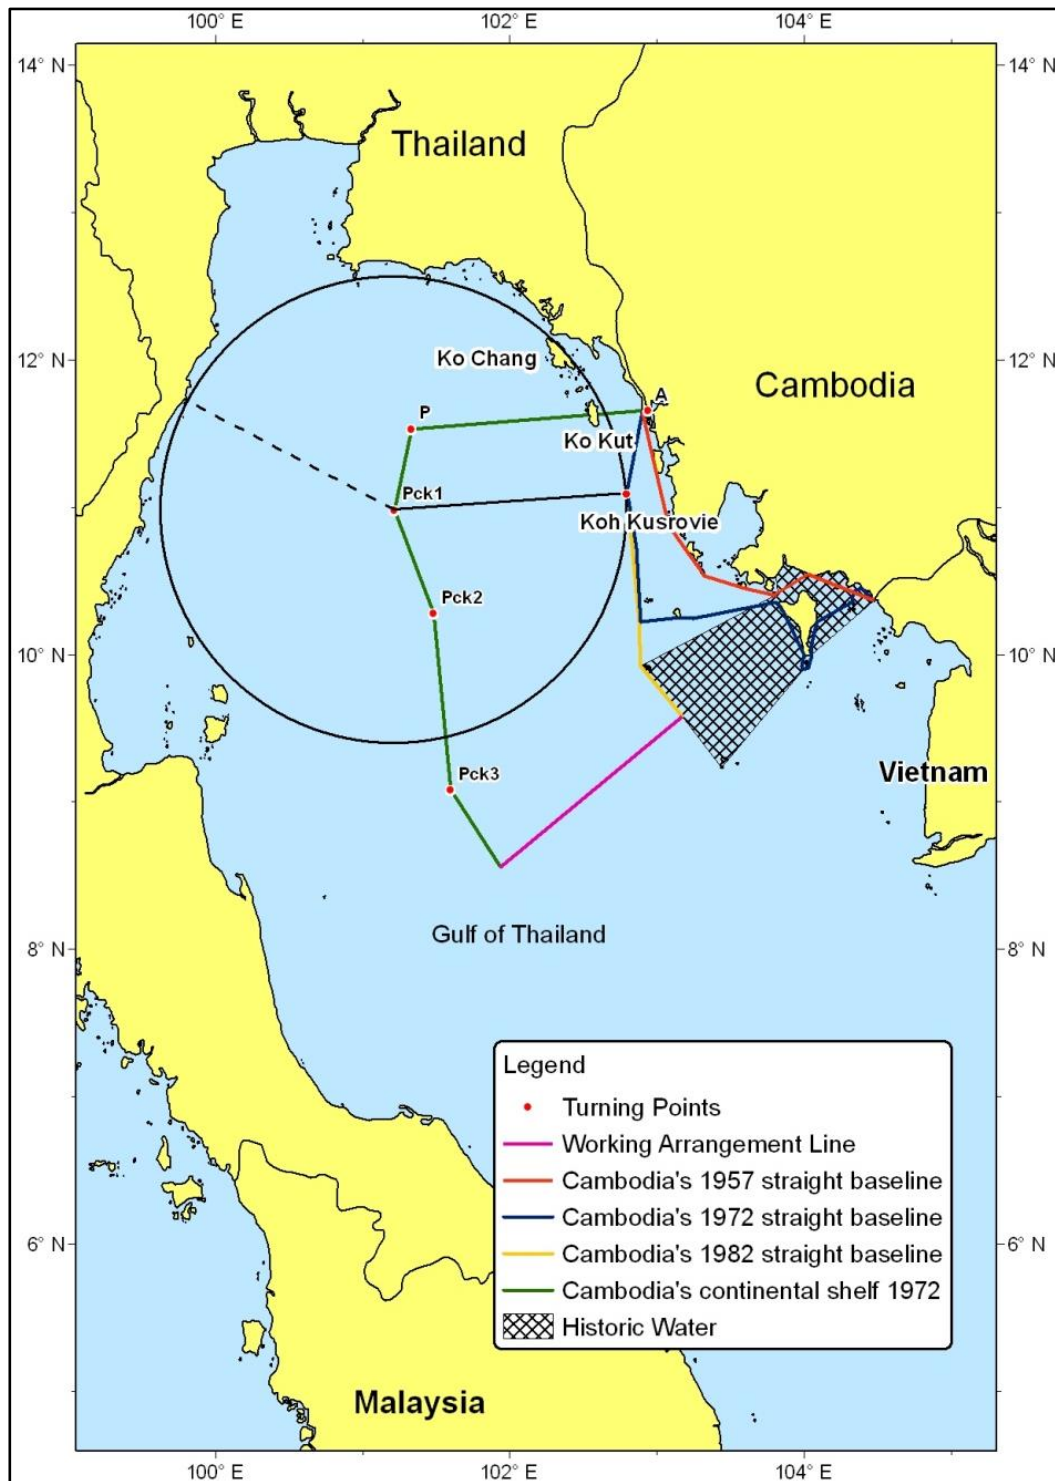 100° E
102° E
104° E
14° N
14° N
Thailand
12° N
12° N
Ko Chang
Cambodia
A
P
Ko Kut
Pck1
Koh Kusrovie
Pck2
10° N
10° N
Pck3
Vietnam
8° N
8° N
Gulf of Thailand
Legend
Turning Points
Working Arrangement Line
Cambodia's 1957 straight baseline
Cambodia's 1972 straight baseline
6° N
6° N
Cambodia's 1982 straight baseline
Cambodia's continental shelf 1972
Historic Water
Malaysia
100° E
102° E
104° E